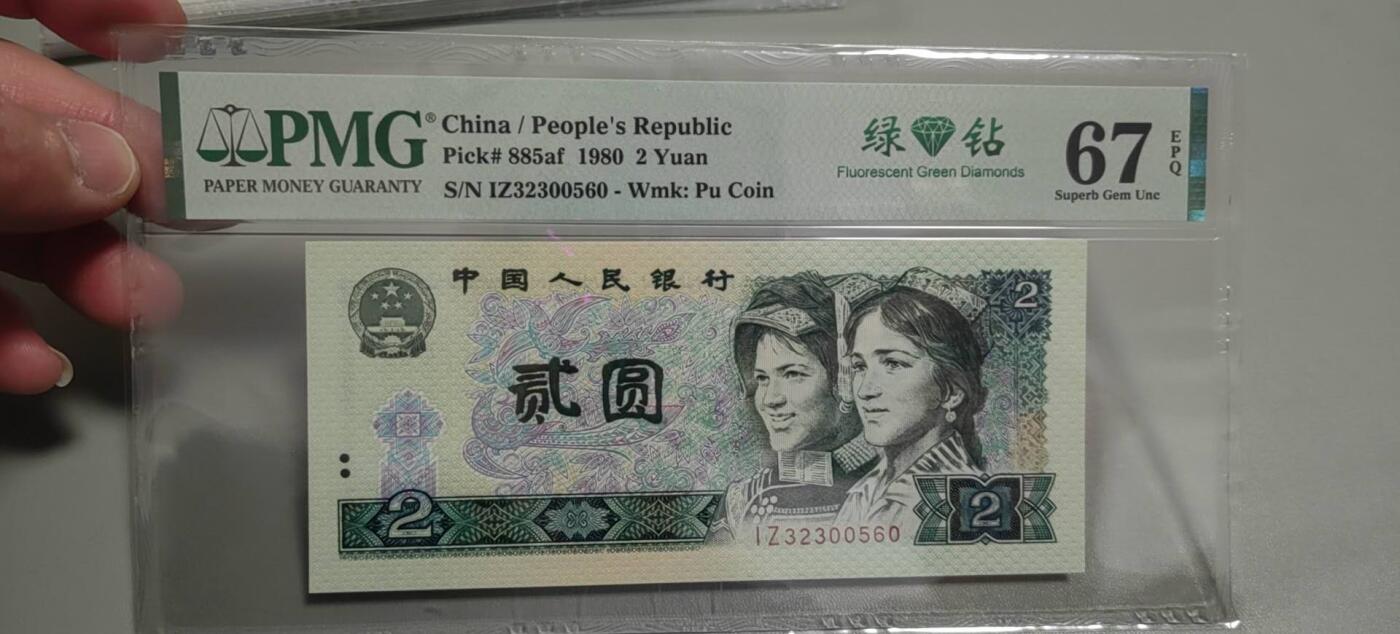 PMG®
PAPER MONEY GUARANTY
China / People's Republic
Pick# 885af 1980 2 Yuan
S/N IZ32300560 - Wmk: Pu Coin
绿 钻
Fluorescent Green Diamonds
67
EPQ
Superb Gem Unc
中国人民银行
2
贰圆
2
2
IZ32300560